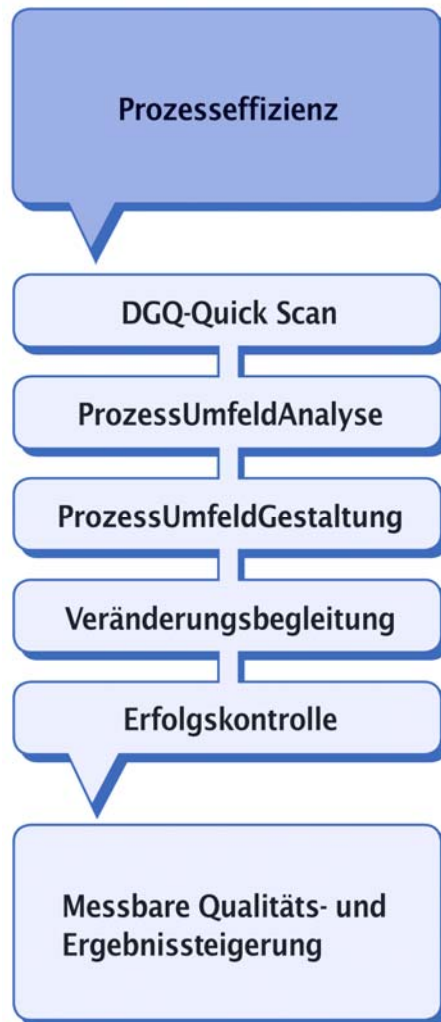 Prozesseffizienz
DGQ-Quick Scan
ProzessUmfeldAnalyse
ProzessUmfeldGestaltung
Veränderungsbegleitung
Erfolgskontrolle
Messbare Qualitäts- und
Ergebnissteigerung